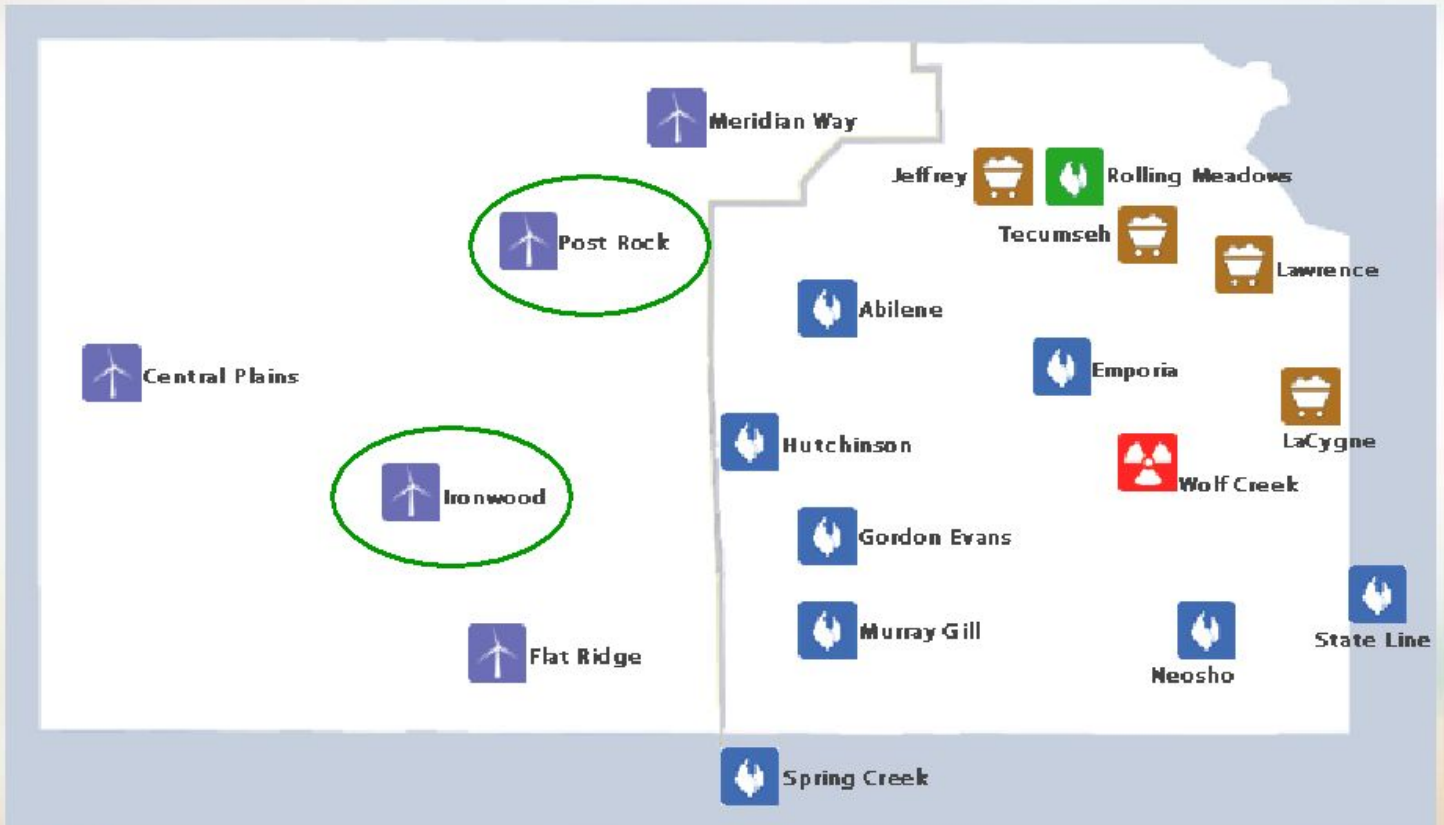 Meridian Way
Jeffrey
Rolling Meadows
Tecumseh
Post Rock
Lawrence
Abilene
Emporia
Central Plains
LaCygne
Hutchinson
Wolf Creek
Ironwood
Gordon Evans
Murray Gill
State Line
Flat Ridge
Neosho
Spring Creek